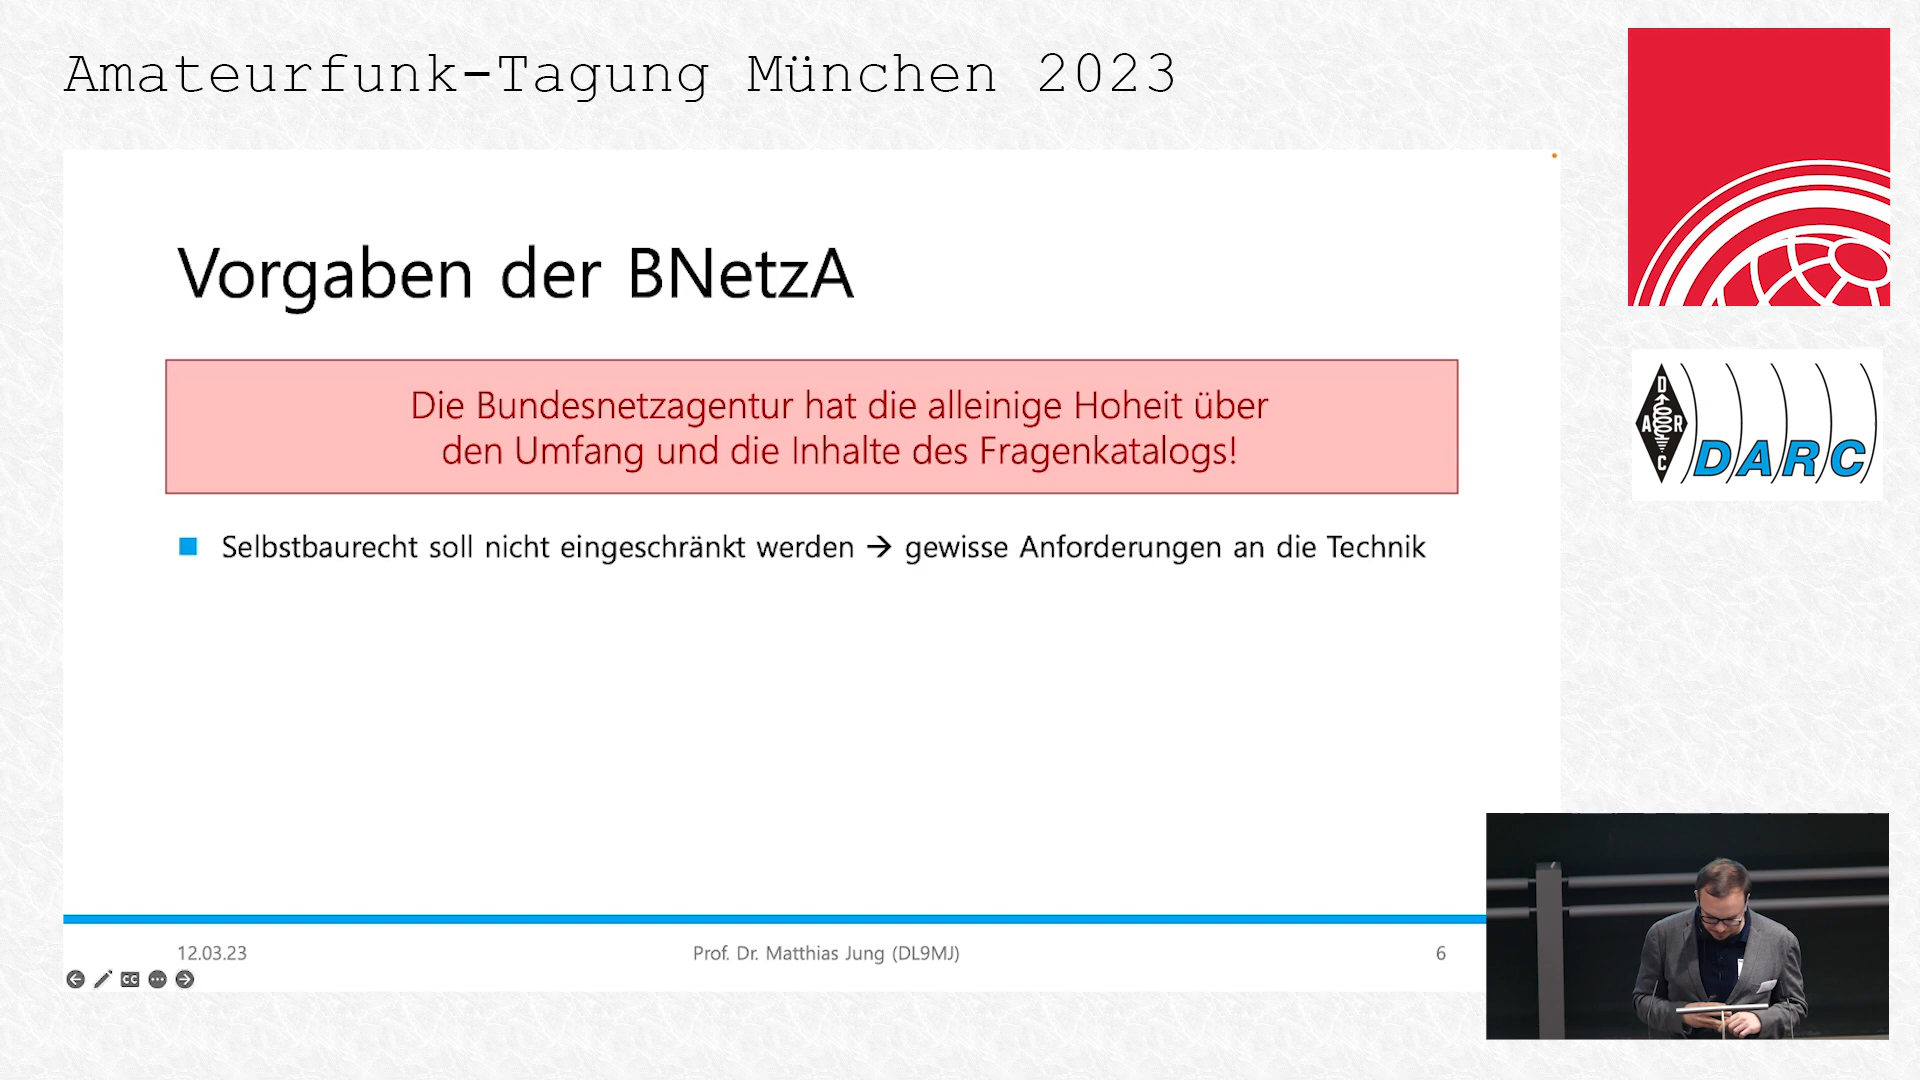 Amateurfunk-Tagung München 2023
Vorgaben der BNetzA
Die Bundesnetzagentur hat die alleinige Hoheit über
den Umfang und die Inhalte des Fragenkatalogs!
Selbstbaurecht soll nicht eingeschränkt werden → gewisse Anforderungen an die Technik
12.03.23
Prof. Dr. Matthias Jung (DL9MJ)
6
CC
D
A R
C
DARC